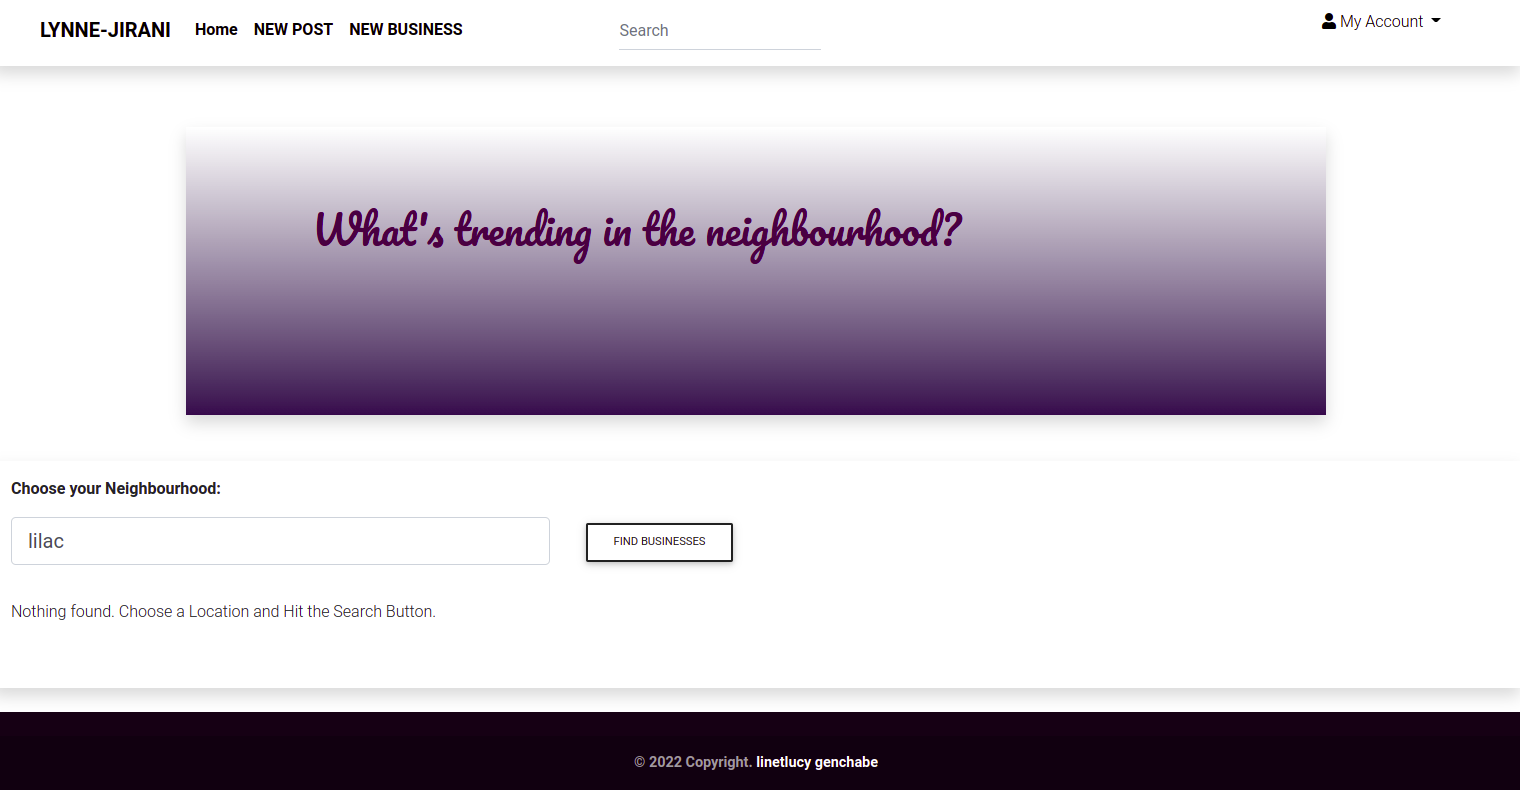 LYNNE-JIRANI Home NEW POST NEW BUSINESS Search My Account
What's trending in the neighbourhood?
Choose your Neighbourhood:
lilac FIND BUSINESSES
Nothing found. Choose a Location and Hit the Search Button.
© 2022 Copyright. linetlucy genchabe